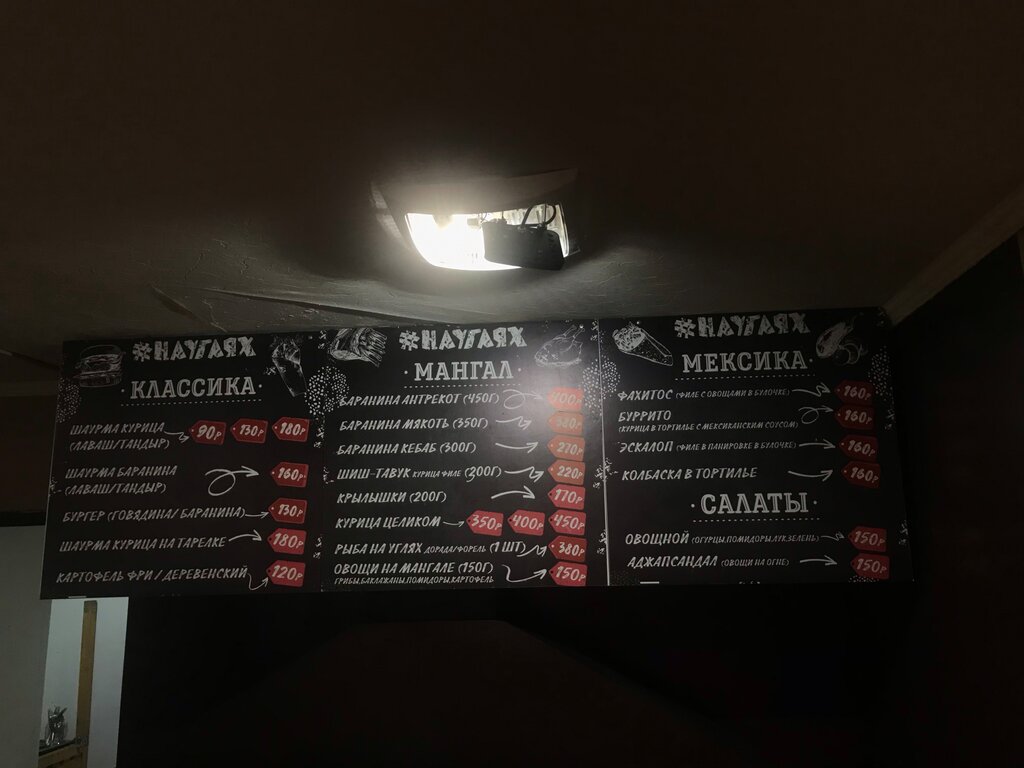 #НАУГЛЯХ
КЛАССИКА
ШАУРМА КУРИЦА
(ЛАВАШ/ТАНДЫР)
90Р 130Р 180Р
ШАУРМА БАРАНИНА
(ЛАВАШ/ТАНДЫР)
160Р
БУРГЕР (ГОВЯДИНА/ БАРАНИНА) 130Р
ШАУРМА КУРИЦА НА ТАРЕЛКЕ 180Р
КАРТОФЕЛЬ ФРИ / ДЕРЕВЕНСКИЙ 120Р
#НАУГЛЯХ
·МАНГАЛ·
БАРАНИНА АНТРЕКОТ (450Г)
БАРАНИНА МЯКОТЬ (350Г)
БАРАНИНА КЕБАБ (300Г) 270Р
ШИШ-ТАВУК КУРИЦА ФИЛЕ (200Г) 220Р
КРЫЛЫШКИ (200Г) 170Р
КУРИЦА ЦЕЛИКОМ 350Р 400Р 450Р
РЫБА НА УГЛЯХ ДОРАДА/ФОРЕЛЬ (1 ШТ) 380Р
ОВОЩИ НА МАНГАЛЕ (150Г) 150Р
ГРИБЫ,БАКЛАЖАНЫ,ПОМИДОРЫ,КАРТОФЕЛЬ
#НАУГЛЯХ
·МЕКСИКА·
ФАХИТОС (ФИЛЕ С ОВОЩАМИ В БУЛОЧКЕ) 160Р
БУРРИТО 160Р
(КУРИЦА В ТОРТИЛЬЕ С МЕКСИКАНСКИМ СОУСОМ)
ЭСКАЛОП (ФИЛЕ В ПАНИРОВКЕ В БУЛОЧКЕ) 160Р
КОЛБАСКА В ТОРТИЛЬЕ 160Р
·САЛАТЫ·
ОВОЩНОЙ (ОГУРЦЫ,ПОМИДОРЫ,ЛУК,ЗЕЛЕНЬ) 150Р
АДЖАПСАНДАЛ (ОВОЩИ НА ОГНЕ) 150Р